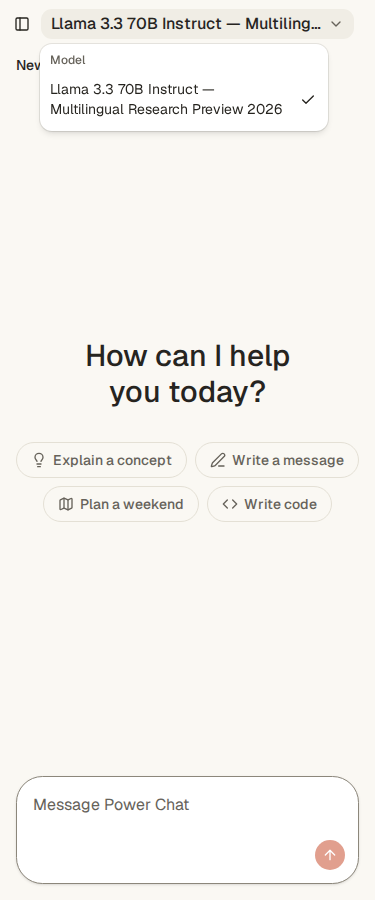 Llama 3.3 70B Instruct — Multiling...
New
Model
Llama 3.3 70B Instruct —
Multilingual Research Preview 2026
How can I help
you today?
Explain a concept
Write a message
Plan a weekend
Write code
Message Power Chat